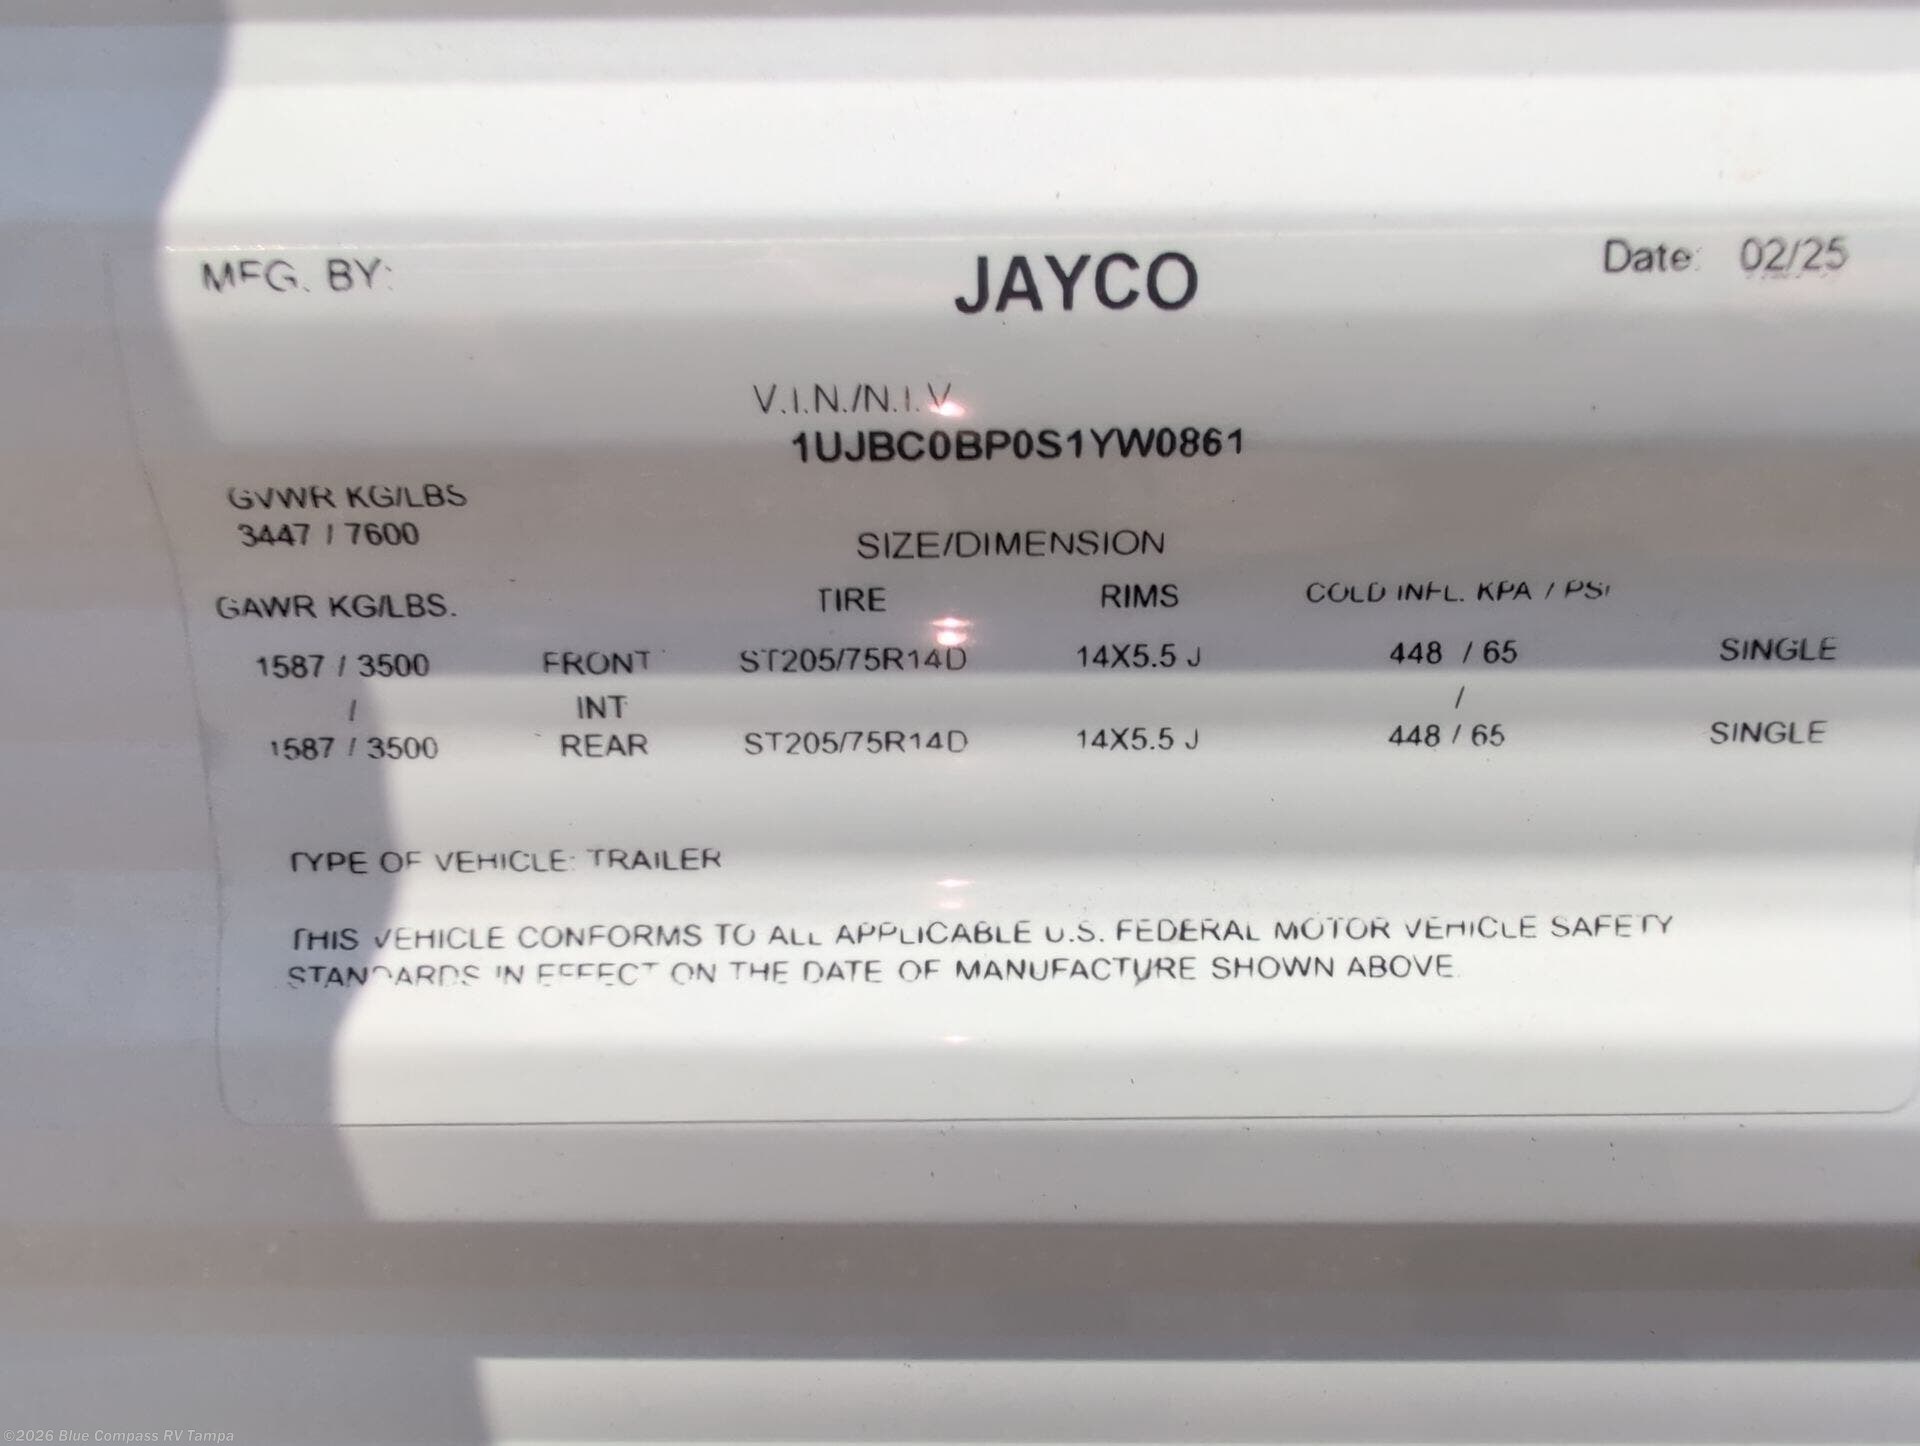 MFG. BY: JAYCO Date: 02/25
V.I.N./N.I.V.
1UJBC0BP0S1YW0861
GVWR KG/LBS
3447 / 7600
SIZE/DIMENSION
GAWR KG/LBS. TIRE RIMS COLD INFL. KPA / PSI
1587 / 3500 FRONT ST205/75R14D 14X5.5 J 448 / 65 SINGLE
/ INT /
1587 / 3500 REAR ST205/75R14D 14X5.5 J 448 / 65 SINGLE
TYPE OF VEHICLE: TRAILER
THIS VEHICLE CONFORMS TO ALL APPLICABLE U.S. FEDERAL MOTOR VEHICLE SAFETY
STANDARDS IN EFFECT ON THE DATE OF MANUFACTURE SHOWN ABOVE.
©2026 Blue Compass RV Tampa